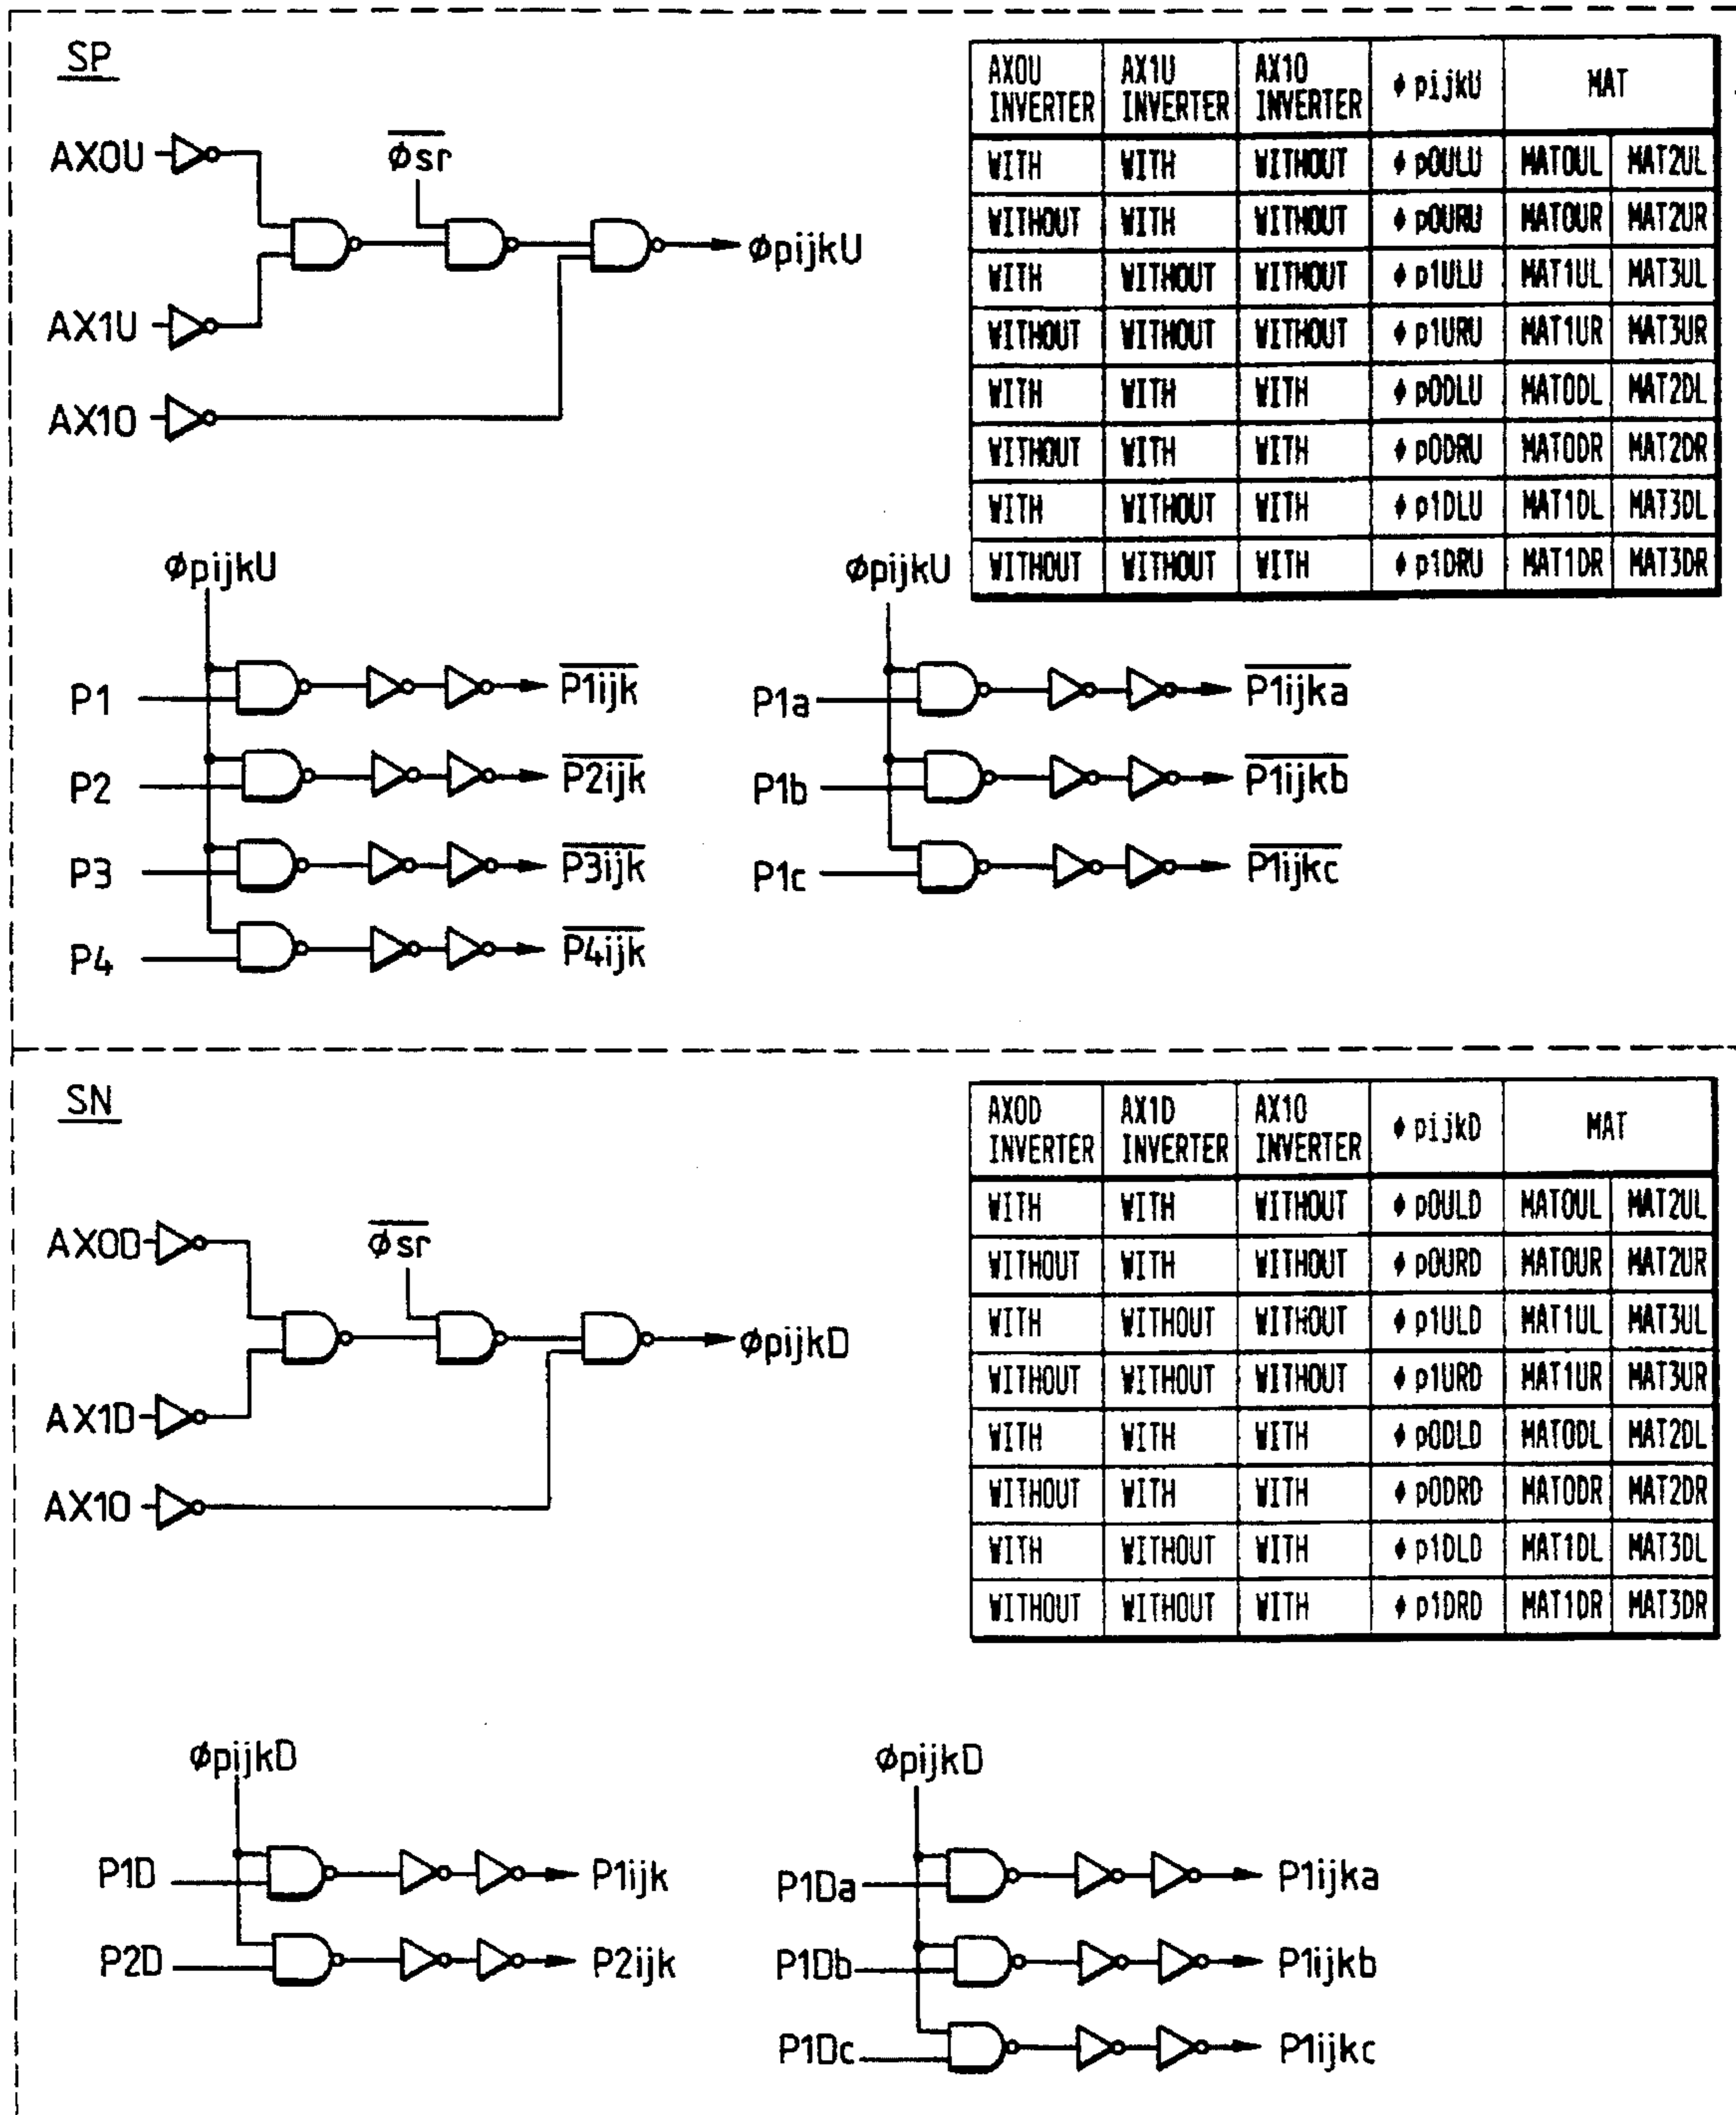 SP
AX0U
φsr
φpijkU
AX1U
AX10
AX0U INVERTER AX1U INVERTER AX10 INVERTER φpijkU MAT
WITH WITH WITHOUT φp0ULU MAT0UL MAT2UL
WITHOUT WITH WITHOUT φp0URU MAT0UR MAT2UR
WITH WITHOUT WITHOUT φp1ULU MAT1UL MAT3UL
WITHOUT WITHOUT WITHOUT φp1URU MAT1UR MAT3UR
WITH WITH WITH φp0DLU MAT0DL MAT2DL
WITHOUT WITH WITH φp0DRU MAT0DR MAT2DR
WITH WITHOUT WITH φp1DLU MAT1DL MAT3DL
WITHOUT WITHOUT WITH φp1DRU MAT1DR MAT3DR
φpijkU
P1 P1ijk
P2 P2ijk
P3 P3ijk
P4 P4ijk
φpijkU
P1a P1ijka
P1b P1ijkb
P1c P1ijkc
SN
AX0D
φsr
φpijkD
AX1D
AX10
AX0D INVERTER AX1D INVERTER AX10 INVERTER φpijkD MAT
WITH WITH WITHOUT φp0ULD MAT0UL MAT2UL
WITHOUT WITH WITHOUT φp0URD MAT0UR MAT2UR
WITH WITHOUT WITHOUT φp1ULD MAT1UL MAT3UL
WITHOUT WITHOUT WITHOUT φp1URD MAT1UR MAT3UR
WITH WITH WITH φp0DLD MAT0DL MAT2DL
WITHOUT WITH WITH φp0DRD MAT0DR MAT2DR
WITH WITHOUT WITH φp1DLD MAT1DL MAT3DL
WITHOUT WITHOUT WITH φp1DRD MAT1DR MAT3DR
φpijkD
P1D P1ijk
P2D P2ijk
φpijkD
P1Da P1ijka
P1Db P1ijkb
P1Dc P1ijkc